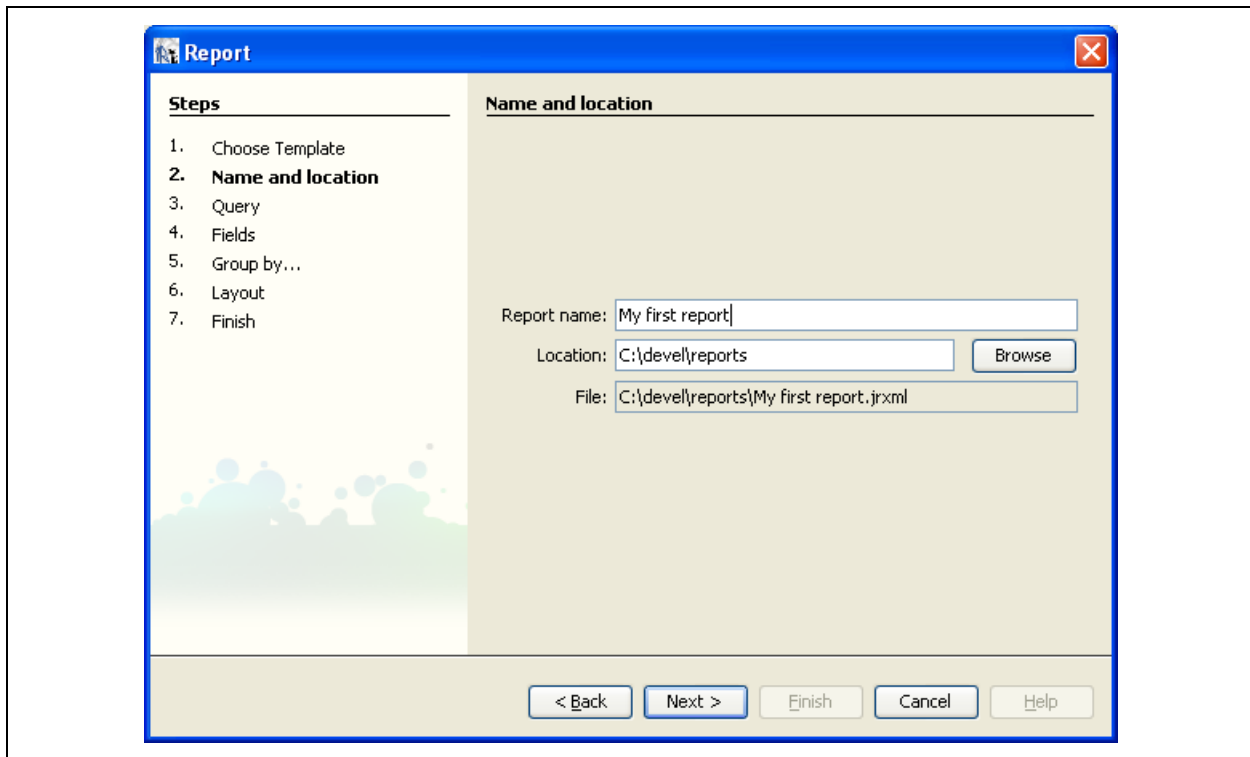 Report
Steps
1. Choose Template
2. Name and location
3. Query
4. Fields
5. Group by...
6. Layout
7. Finish
Name and location
Report name: My first report
Location: C:\devel\reports Browse
File: C:\devel\reports\My first report.jrxml
< Back Next > Finish Cancel Help